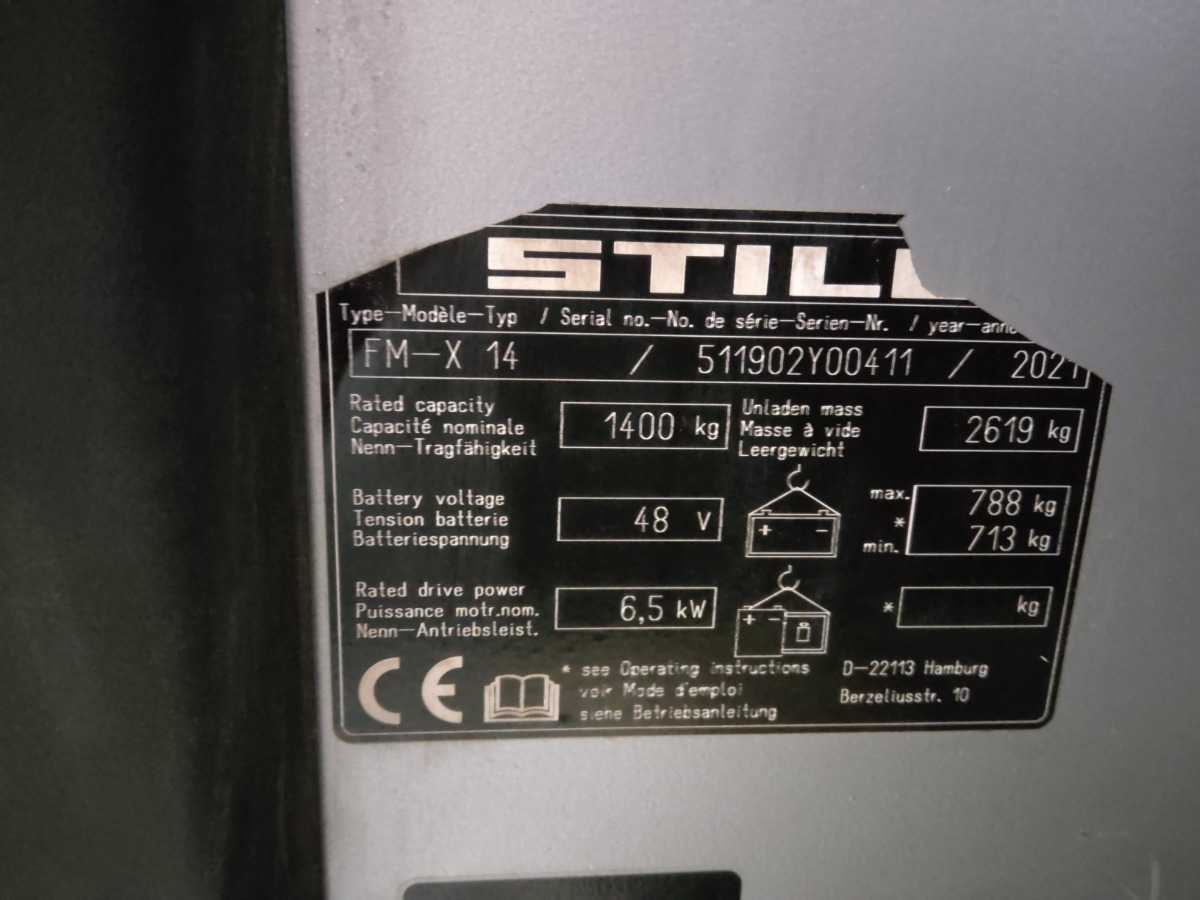 STILL
Type–Modèle–Typ / Serial no.–No. de série–Serien–Nr. / year–anné
FM–X 14 / 511902Y00411 / 2021
Rated capacity
Capacité nominale
Nenn–Tragfähigkeit
1400 kg
Unladen mass
Masse à vide
Leergewicht
2619 kg
Battery voltage
Tension batterie
Batteriespannung
48 V
+ –
max.
*
min.
788 kg
713 kg
Rated drive power
Puissance motr.nom.
Nenn–Antriebsleist.
6,5 kW
+ –
* kg
CE
* see Operating instructions
voir Mode d'emploi
siehe Betriebsanleitung
D–22113 Hamburg
Berzeliusstr. 10